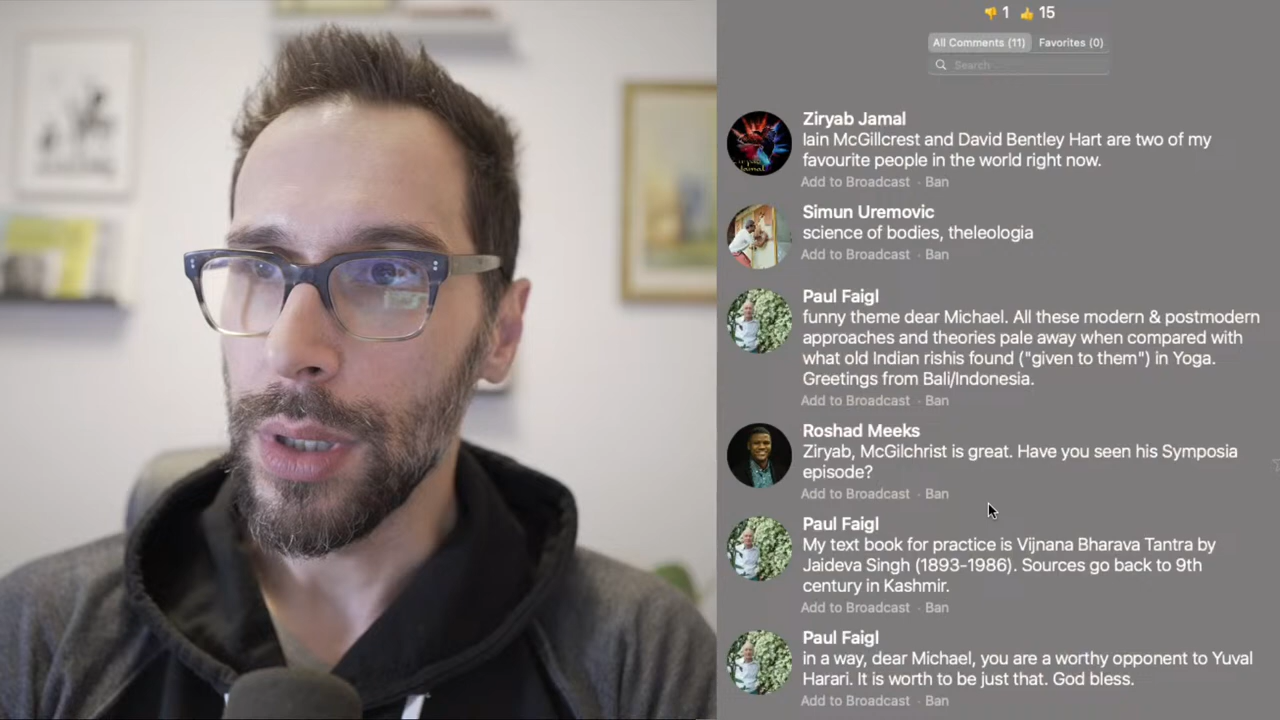 👎 1 👍 15
All Comments (11) Favorites (0)
Search
Ziryab Jamal
Iain McGillcrest and David Bentley Hart are two of my
favourite people in the world right now.
Add to Broadcast · Ban
Simun Uremovic
science of bodies, theleologia
Add to Broadcast · Ban
Paul Faigl
funny theme dear Michael. All these modern & postmodern
approaches and theories pale away when compared with
what old Indian rishis found ("given to them") in Yoga.
Greetings from Bali/Indonesia.
Add to Broadcast · Ban
Roshad Meeks
Ziryab, McGilchrist is great. Have you seen his Symposia
episode?
Add to Broadcast · Ban
Paul Faigl
My text book for practice is Vijnana Bharava Tantra by
Jaideva Singh (1893-1986). Sources go back to 9th
century in Kashmir.
Add to Broadcast · Ban
Paul Faigl
in a way, dear Michael, you are a worthy opponent to Yuval
Harari. It is worth to be just that. God bless.
Add to Broadcast · Ban